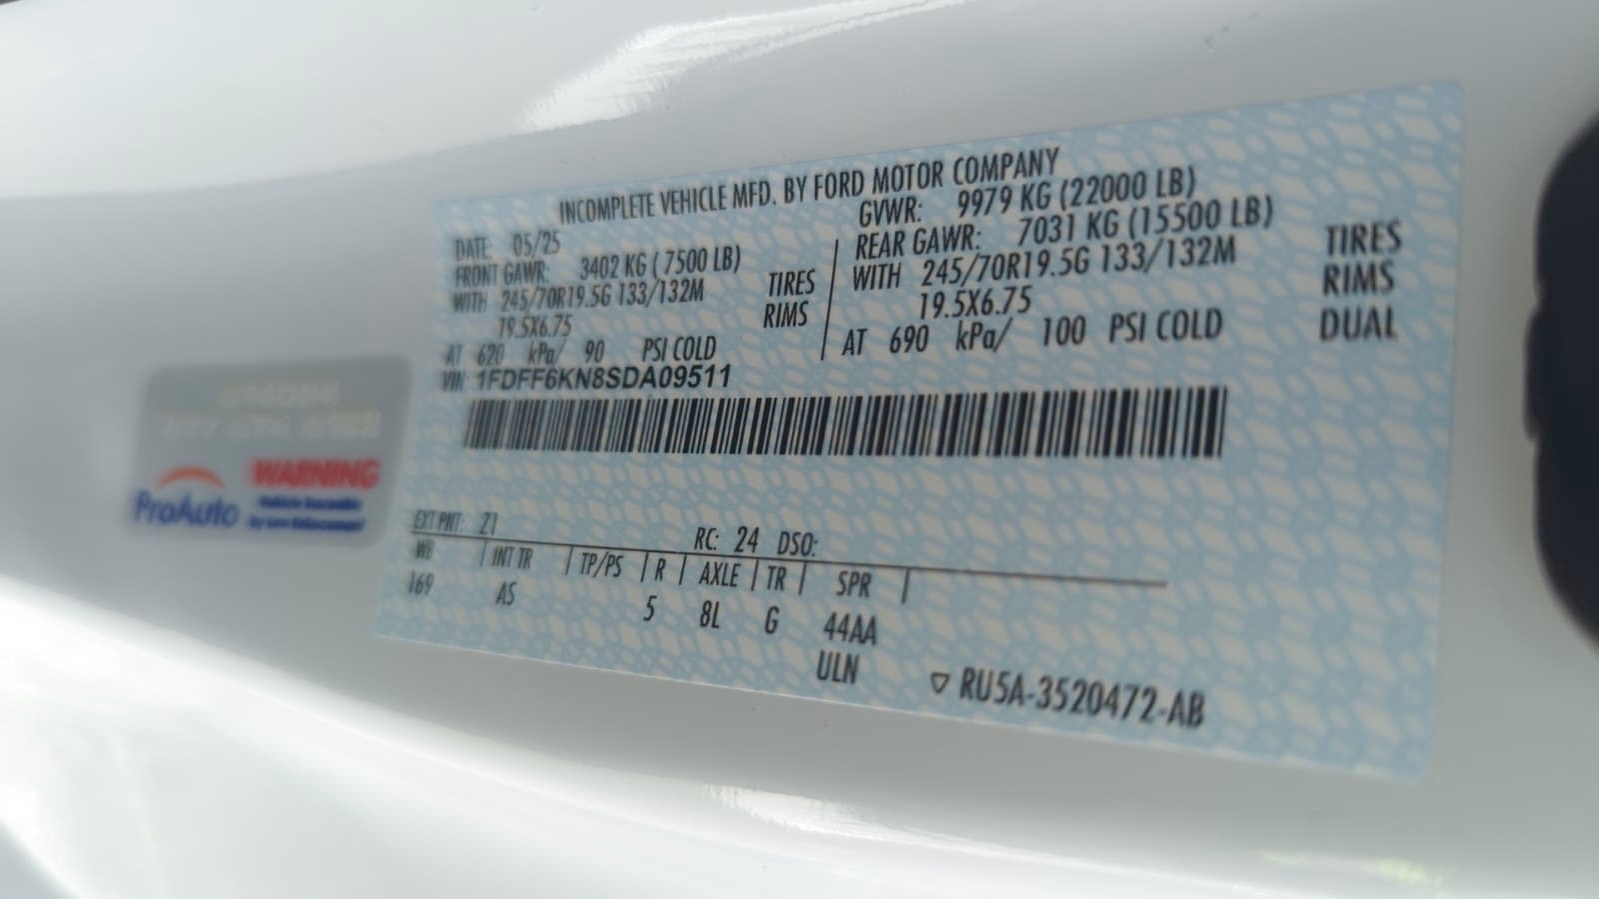 INCOMPLETE VEHICLE MFD. BY FORD MOTOR COMPANY
DATE: 05/25
GVWR: 9979 KG (22000 LB)
FRONT GAWR: 3402 KG (7500 LB)
REAR GAWR: 7031 KG (15500 LB)
WITH 245/70R19.5G 133/132M TIRES
WITH 245/70R19.5G 133/132M TIRES
19.5X6.75 RIMS
19.5X6.75 RIMS
AT 620 kPa/ 90 PSI COLD
AT 690 kPa/ 100 PSI COLD DUAL
VIN: 1FDFF6KN8SDA09511
EXT PNT: Z1 RC: 24 DSO:
WB INT TR TP/PS R AXLE TR SPR
169 AS 5 8L G 44AA
ULN
RU5A-3520472-AB
WARNING
ProAuto